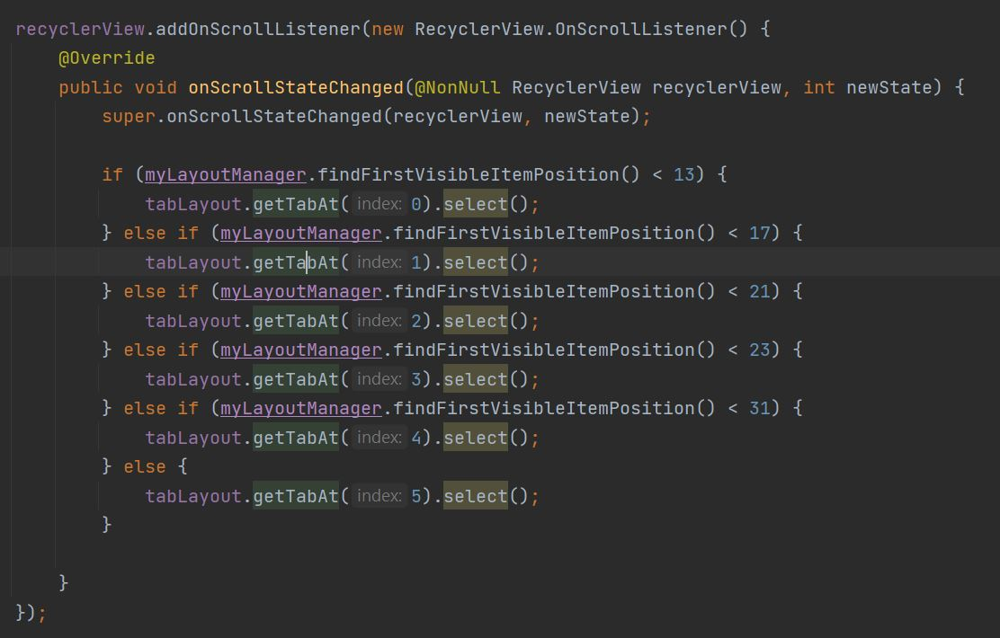 recyclerView.addOnScrollListener(new RecyclerView.OnScrollListener() {
@Override
public void onScrollStateChanged(@NonNull RecyclerView recyclerView, int newState) {
super.onScrollStateChanged(recyclerView, newState);
if (myLayoutManager.findFirstVisibleItemPosition() < 13) {
tabLayout.getTabAt( index: 0).select();
} else if (myLayoutManager.findFirstVisibleItemPosition() < 17) {
tabLayout.getTabAt( index: 1).select();
} else if (myLayoutManager.findFirstVisibleItemPosition() < 21) {
tabLayout.getTabAt( index: 2).select();
} else if (myLayoutManager.findFirstVisibleItemPosition() < 23) {
tabLayout.getTabAt( index: 3).select();
} else if (myLayoutManager.findFirstVisibleItemPosition() < 31) {
tabLayout.getTabAt( index: 4).select();
} else {
tabLayout.getTabAt( index: 5).select();
}
}
});